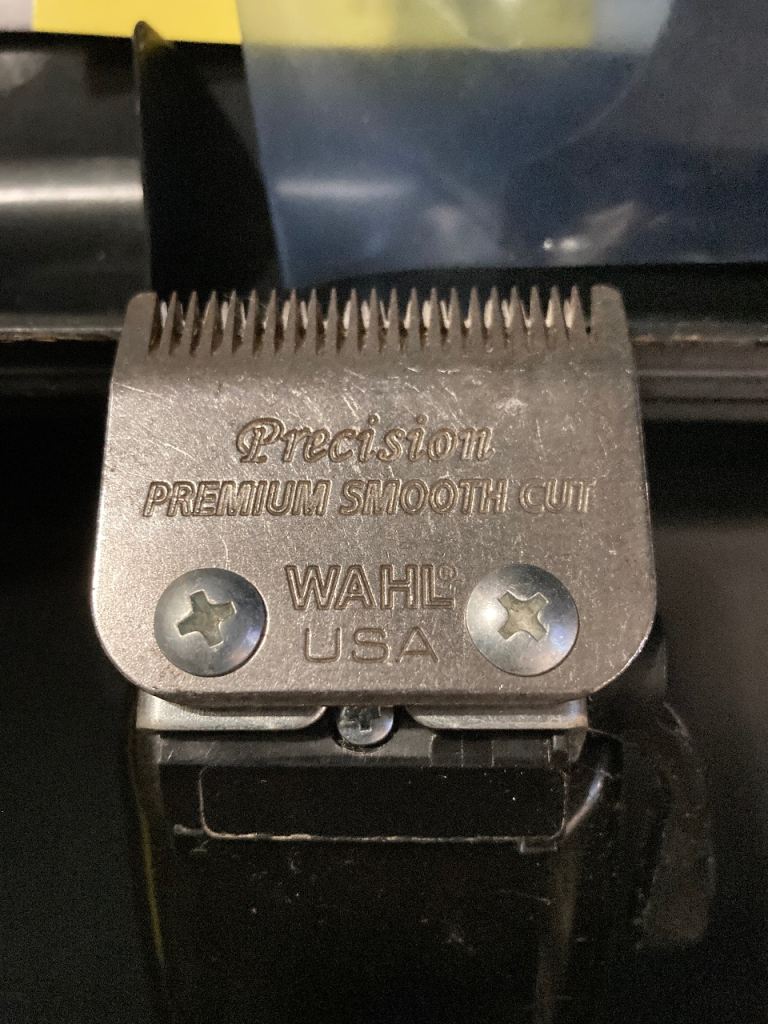 Precision
PREMIUM SMOOTH CUT
WAHL®
USA